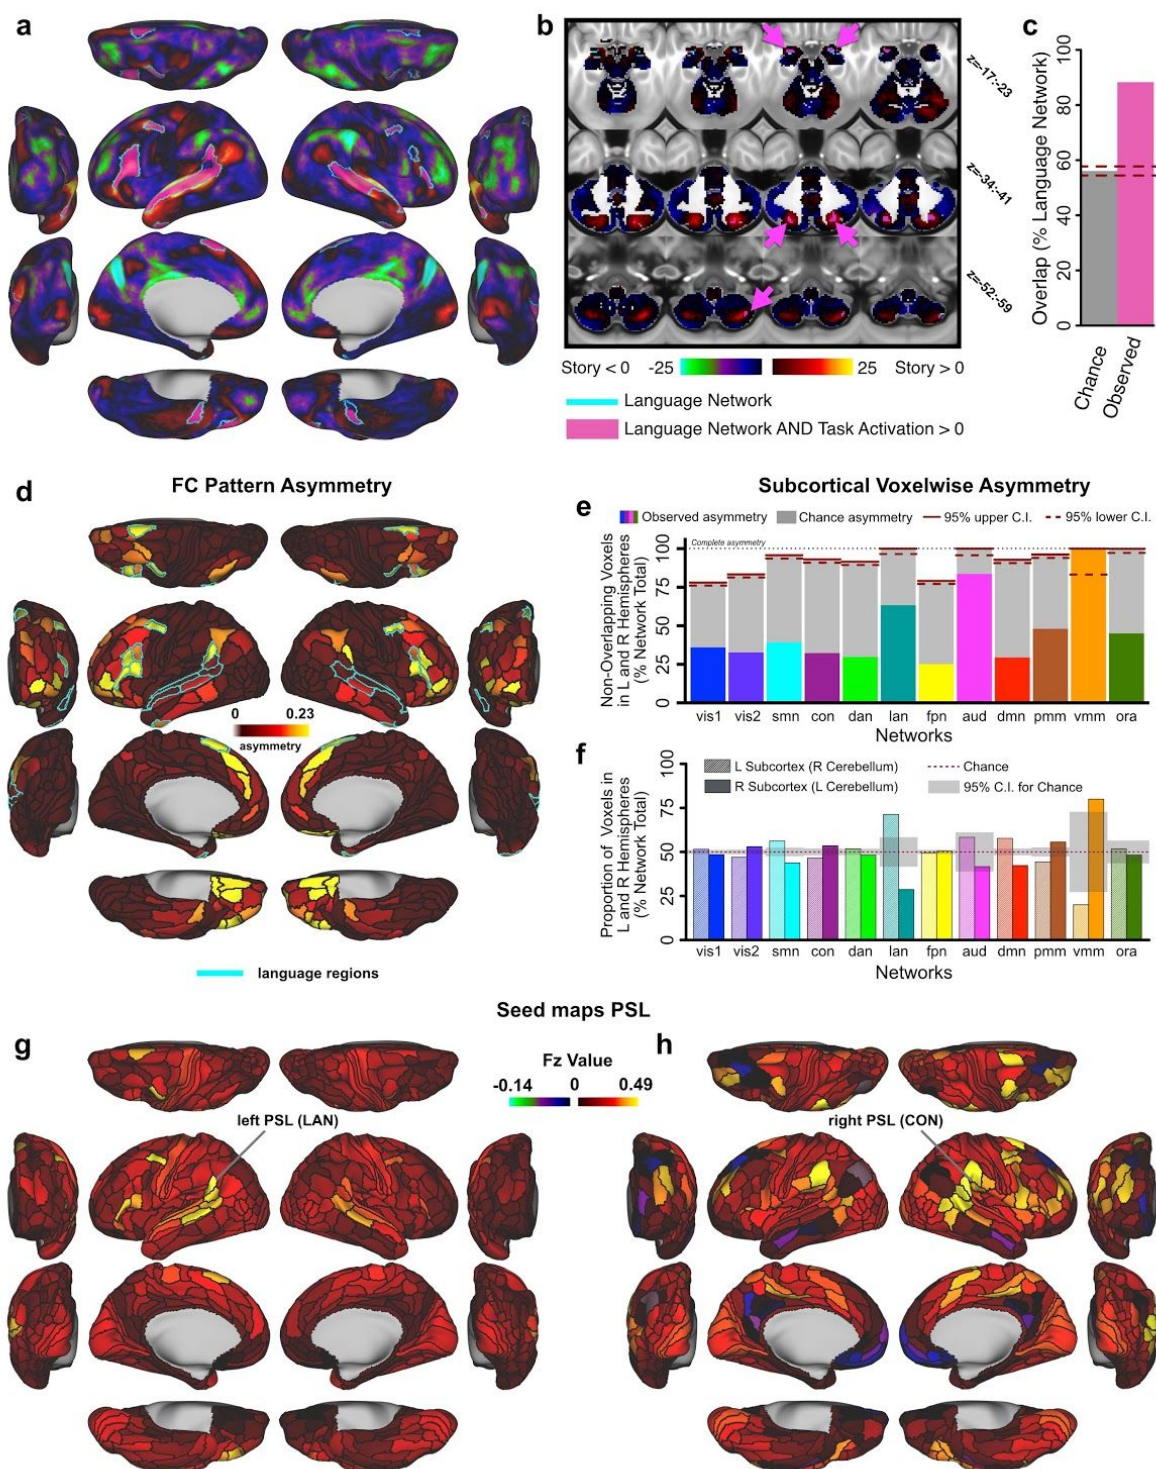 a
b
z=-17:-23
z=-34:-41
z=-52:-59
Story < 0 -25 25 Story > 0
Language Network
Language Network AND Task Activation > 0
c
Overlap (% Language Network)
100
80
60
40
20
0
Chance
Observed
d
FC Pattern Asymmetry
0 0.23
asymmetry
language regions
Subcortical Voxelwise Asymmetry
e
Observed asymmetry Chance asymmetry 95% upper C.I. 95% lower C.I.
Complete asymmetry
Non-Overlapping Voxels
in L and R Hemispheres
(% Network Total)
100
75
50
25
0
vis1 vis2 smn con dan lan fpn aud dmn pmm vmm ora
Networks
f
L Subcortex (R Cerebellum) Chance
R Subcortex (L Cerebellum) 95% C.I. for Chance
Proportion of Voxels in
L and R Hemispheres
(% Network Total)
100
75
50
25
0
vis1 vis2 smn con dan lan fpn aud dmn pmm vmm ora
Networks
Seed maps PSL
g
Fz Value
-0.14 0 0.49
left PSL (LAN)
h
right PSL (CON)